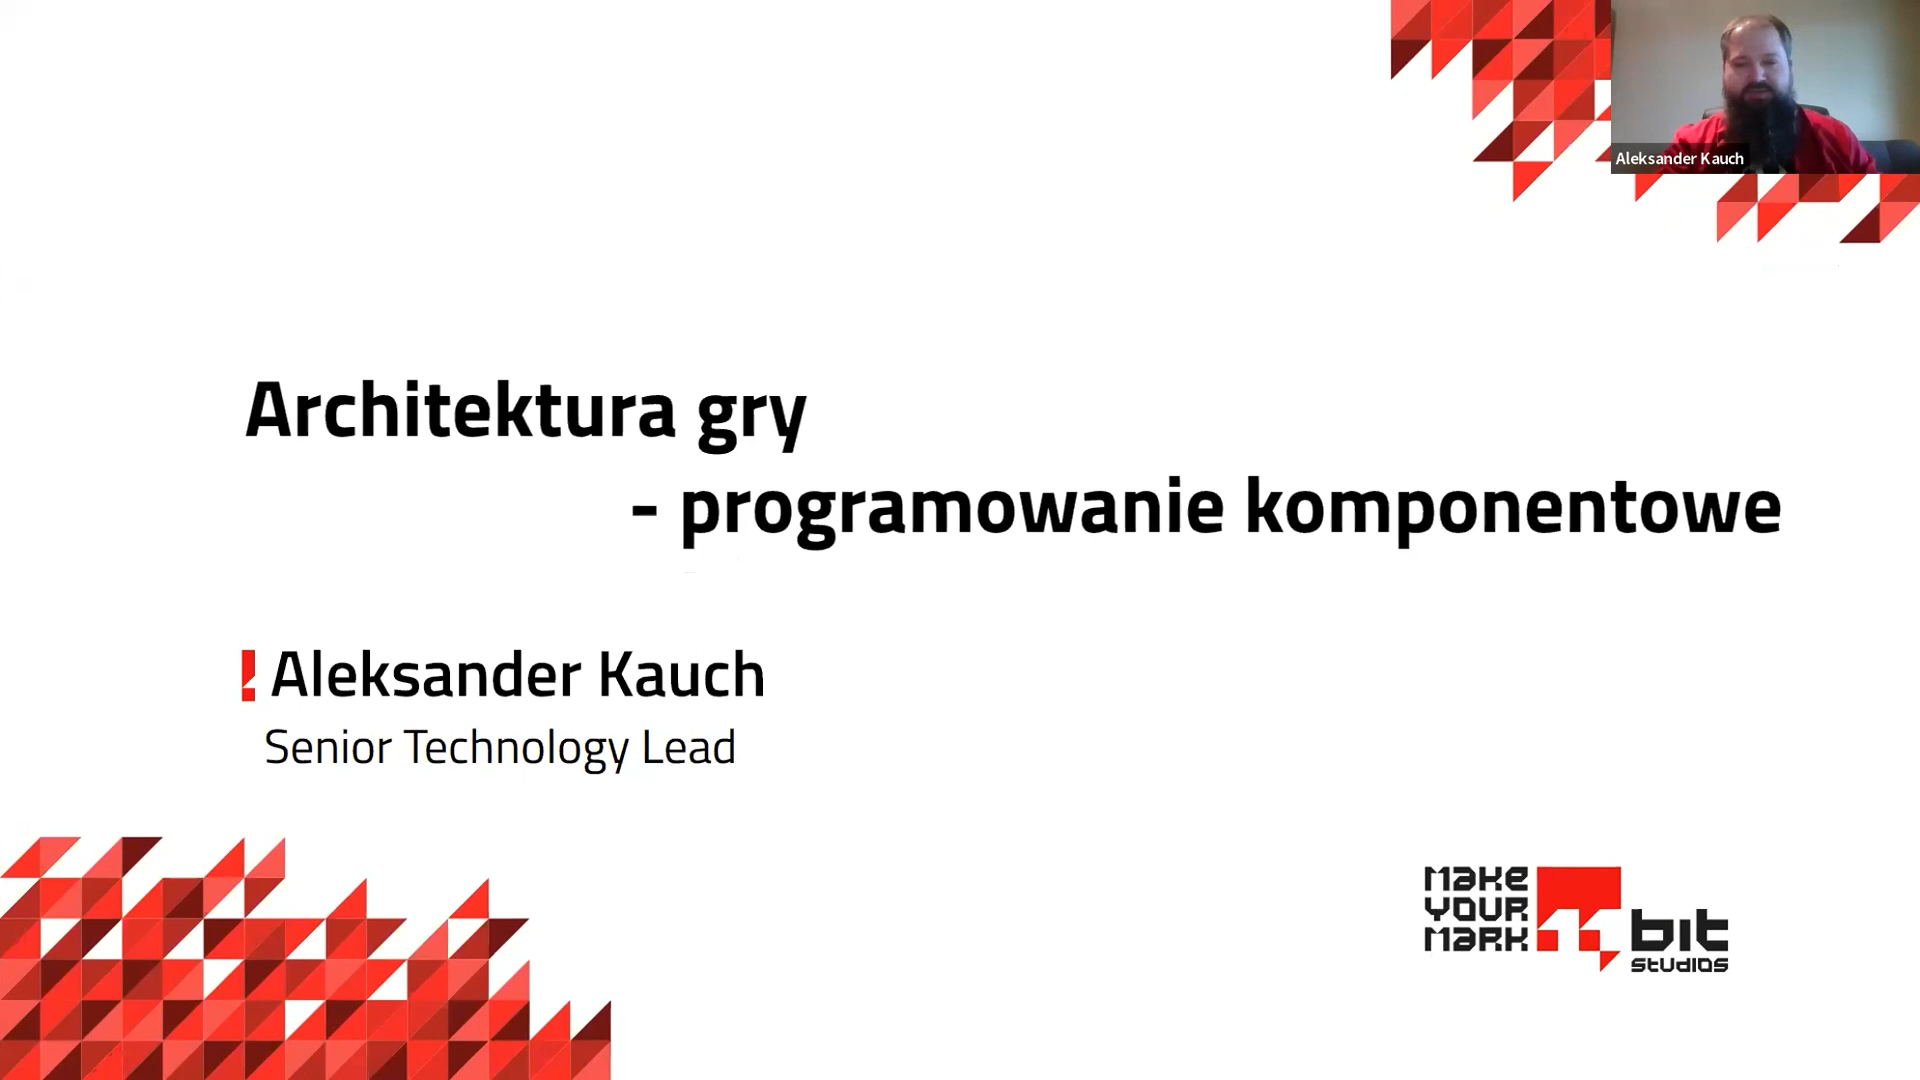 Aleksander Kauch
Architektura gry
- programowanie komponentowe
Aleksander Kauch
Senior Technology Lead
MAKE
YOUR
MARK
bit
STUDIOS